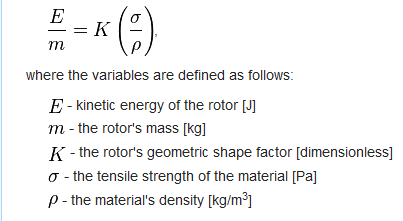 E/m = K (σ/ρ),
where the variables are defined as follows:
E - kinetic energy of the rotor [J]
m - the rotor's mass [kg]
K - the rotor's geometric shape factor [dimensionless]
σ - the tensile strength of the material [Pa]
ρ - the material's density [kg/m³]